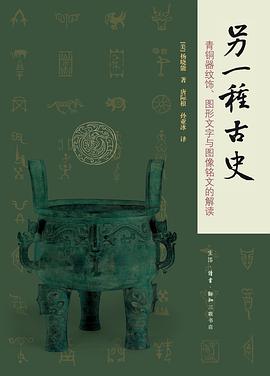 另一種古史
青铜器纹饰、图形文字与图像铭文的解读
[美] 杨晓能 著
唐际根 孙亚冰 译
生活·讀書·新知
三联书店